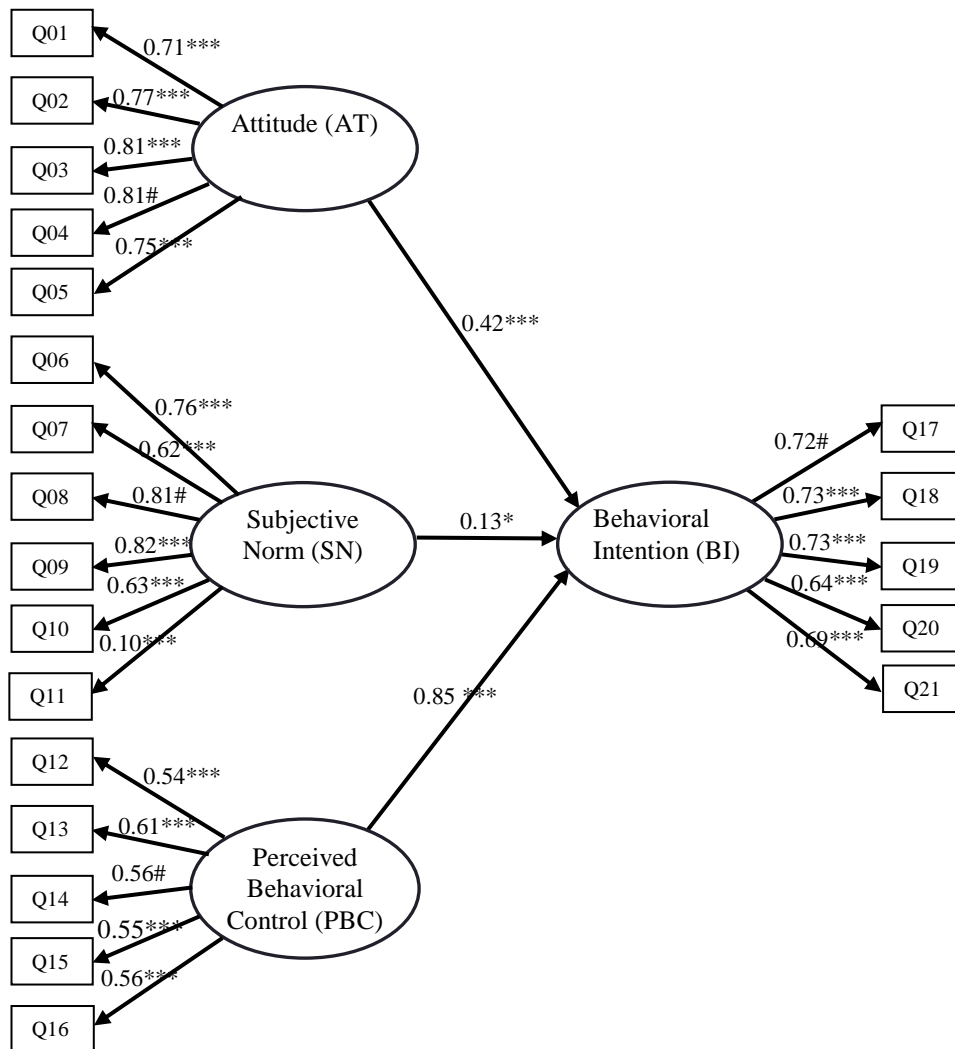 Q01
0.71***
Q02
0.77***
Attitude (AT)
Q03
0.81***
Q04
0.81#
Q05
0.75***
0.42***
Q06
0.76***
Q07
0.62***
Q08
0.81#
Subjective
Norm (SN)
Q09
0.82***
Q10
0.63***
Q11
0.10***
0.13*
Behavioral
Intention (BI)
0.72#
Q17
0.73***
Q18
0.73***
Q19
0.64***
Q20
0.69***
Q21
0.85 ***
Q12
0.54***
Q13
0.61***
Q14
0.56#
Perceived
Behavioral
Control (PBC)
Q15
0.55***
Q16
0.56***